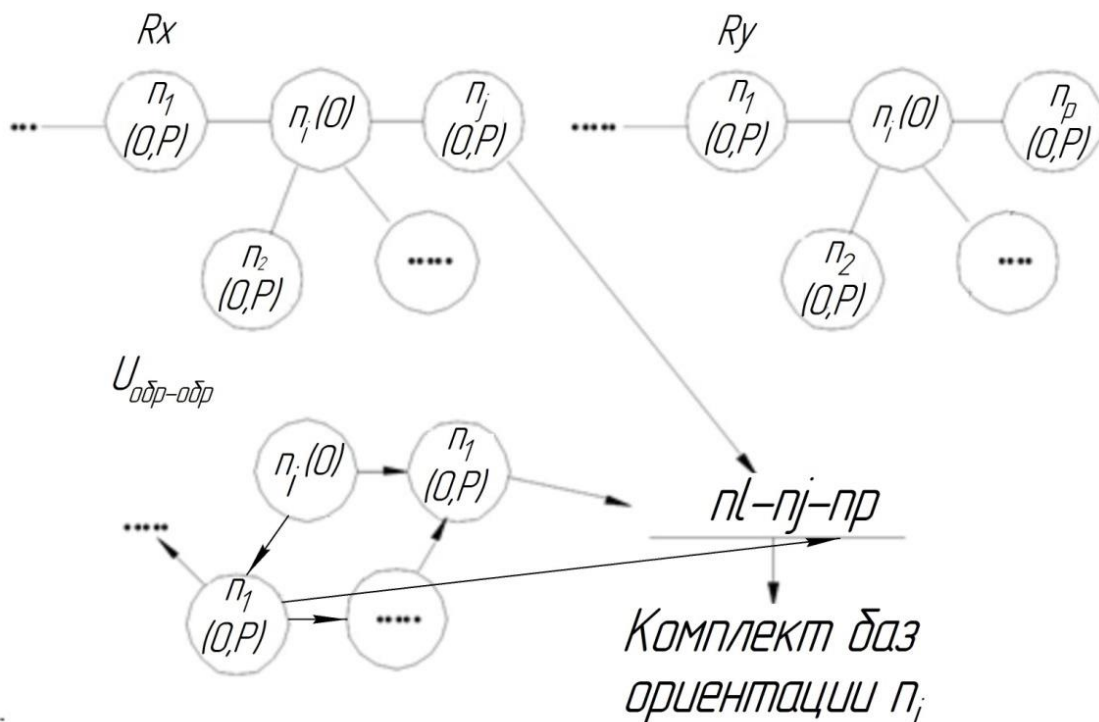 Rx
n₁
(O,P)
nᵢ(O)
nⱼ
(O,P)
n₂
(O,P)
Ry
n₁
(O,P)
nᵢ(O)
nₚ
(O,P)
n₂
(O,P)
Uобр-обр
nᵢ(O)
n₁
(O,P)
n₁
(O,P)
nl-nj-np
Комплект баз
ориентации nᵢ